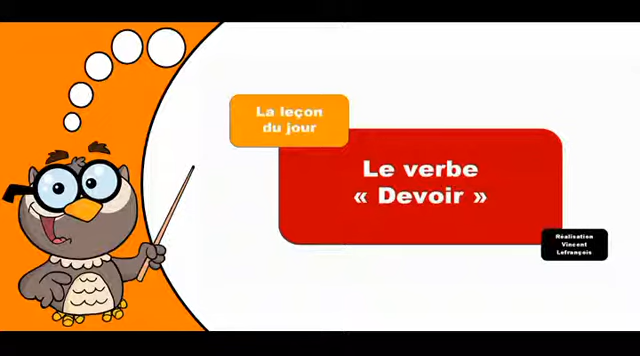 La leçon
du jour
Le verbe
« Devoir »
Réalisation
Vincent
Lefrançois